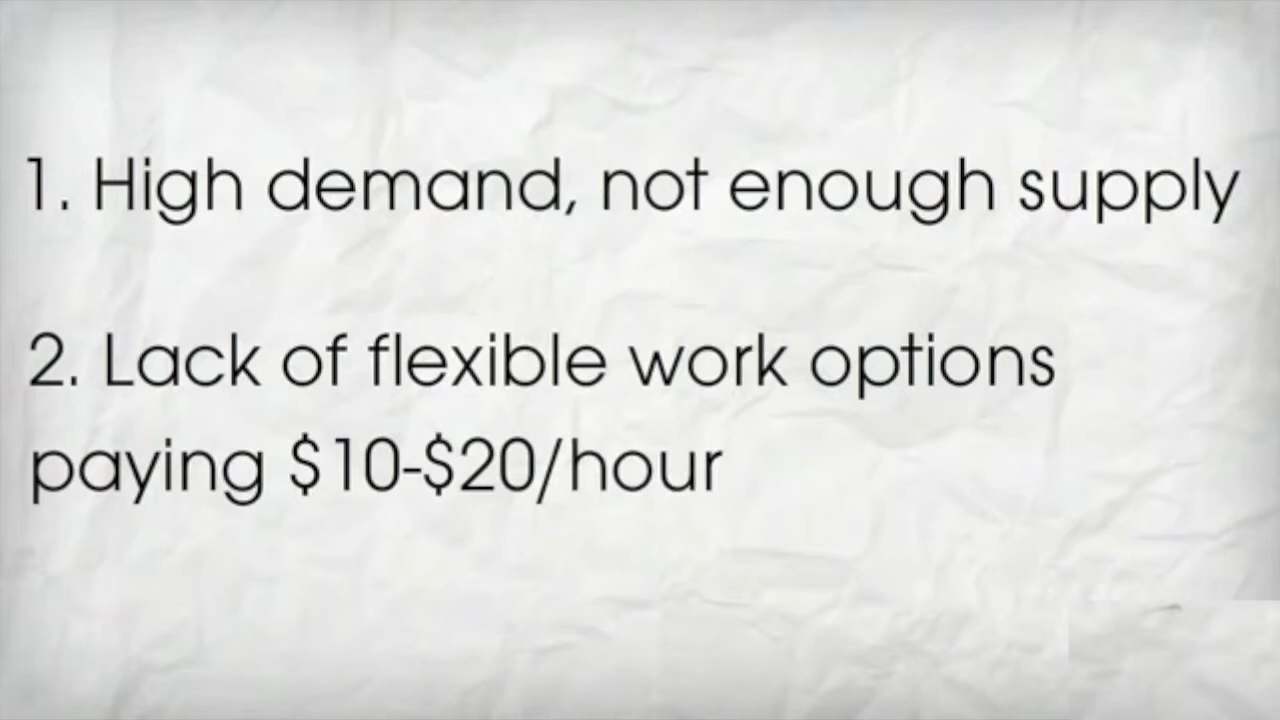 1. High demand, not enough supply
2. Lack of flexible work options
paying $10-$20/hour